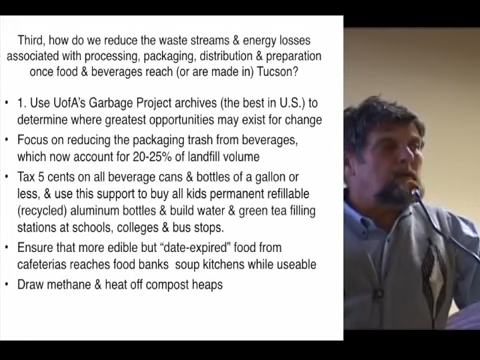 Third, how do we reduce the waste streams & energy losses
associated with processing, packaging, distribution & preparation
once food & beverages reach (or are made in) Tucson?
• 1. Use UofA's Garbage Project archives (the best in U.S.) to
determine where greatest opportunities may exist for change
• Focus on reducing the packaging trash from beverages,
which now account for 20-25% of landfill volume
• Tax 5 cents on all beverage cans & bottles of a gallon or
less, & use this support to buy all kids permanent refillable
(recycled) aluminum bottles & build water & green tea filling
stations at schools, colleges & bus stops.
• Ensure that more edible but "date-expired" food from
cafeterias reaches food banks soup kitchens while useable
• Draw methane & heat off compost heaps